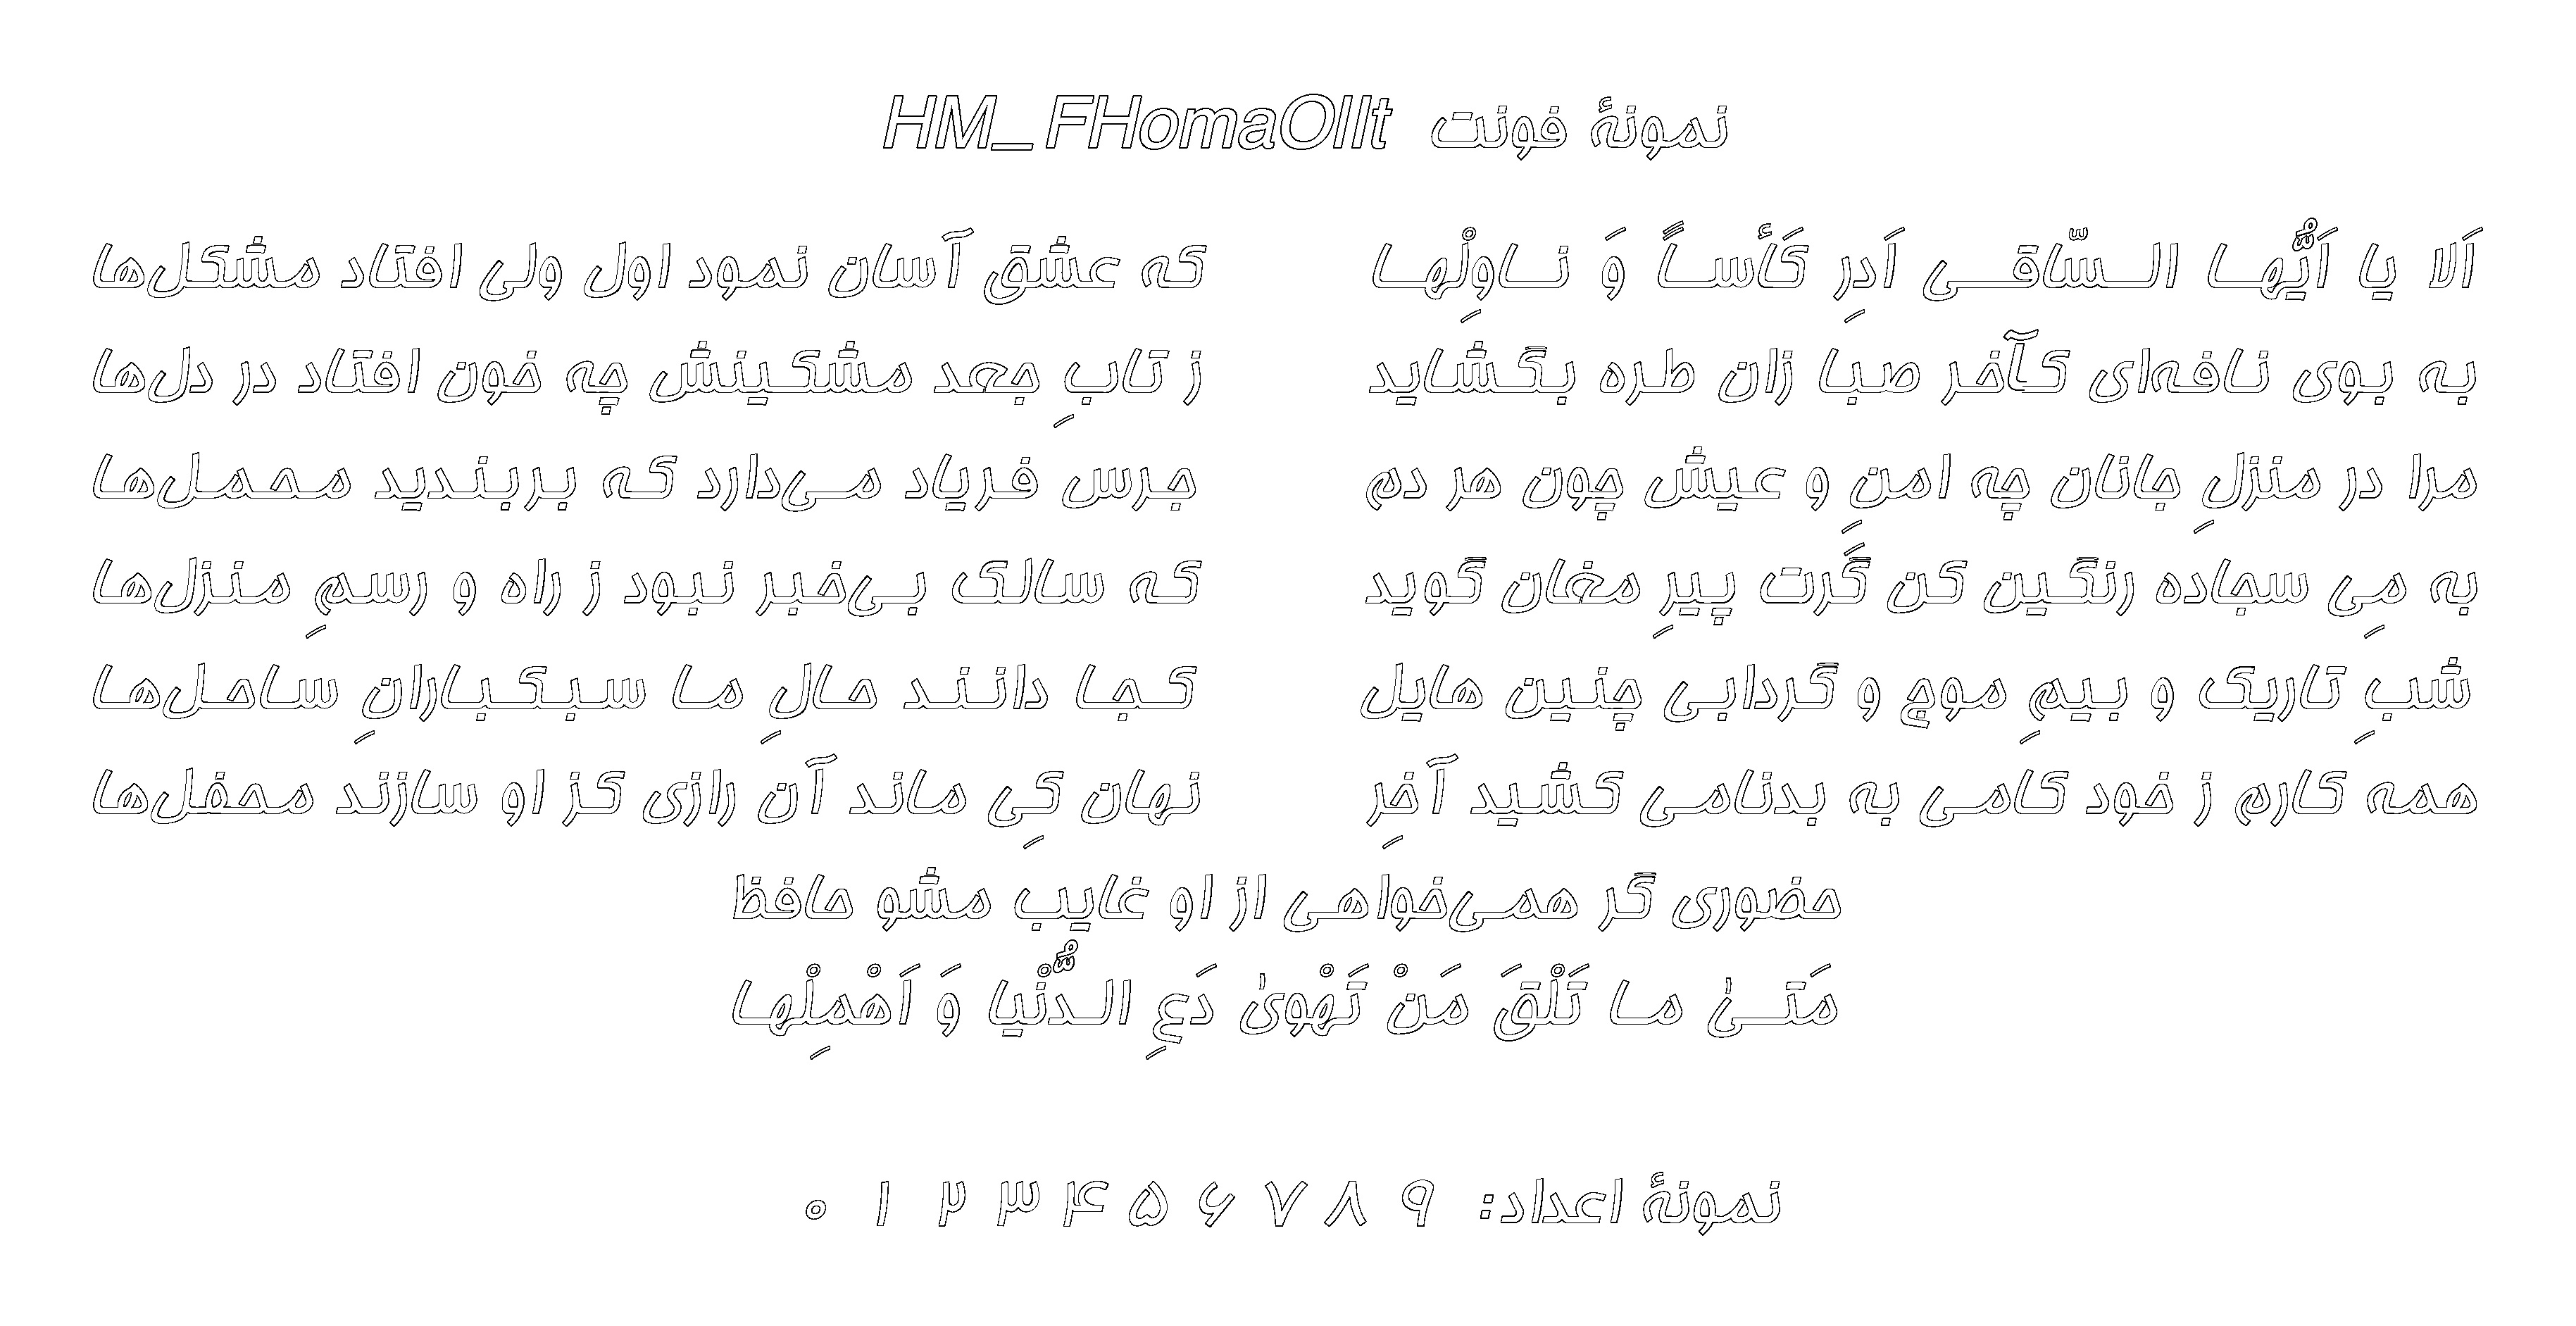 نمونهٔ فونت HM_FHomaOlIt
اَلا یا اَیُّها السّاقی اَدِر کَأساً وَ ناوِلْها که عشق آسان نمود اول ولی افتاد مشکل‌ها
به بوی نافه‌ای کآخر صبا زان طره بگشاید ز تابِ جعد مشکینش چه خون افتاد در دل‌ها
مرا در منزلِ جانان چه امنِ و عیش چون هر دم جرس فریاد می‌دارد که بربندید محمل‌ها
به مِی سجاده رنگین کن گَرت پیرِ مغان گوید که سالک بی‌خبر نبود ز راه و رسمِ منزل‌ها
شبِ تاریک و بیمِ موج و گردابی چنین هایل کجا دانند حالِ ما سبکبارانِ ساحل‌ها
همه کارم ز خود کامی به بدنامی کشید آخِر نهان کِی ماند آن رازی کز او سازند محفل‌ها
حضوری گر همی‌خواهی از او غایب مشو حافظ
مَتیٰ ما تَلْقَ مَنْ تَهْویٰ دَعِ الدُّنْیا وَ اَهْمِلْها
نمونهٔ اعداد: ۹ ۸ ۷ ۶ ۵ ۴ ۳ ۲ ۱ ۰